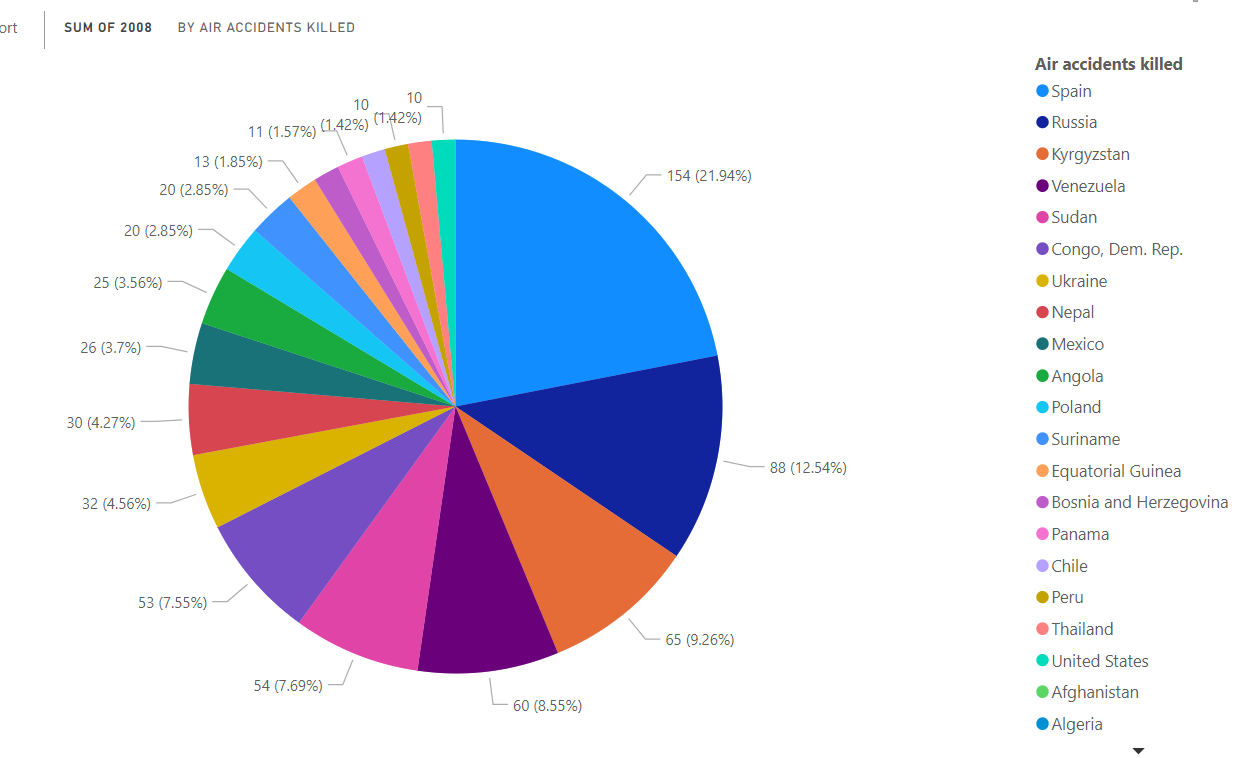 ort
SUM OF 2008
BY AIR ACCIDENTS KILLED
10
10
(1.42%)
(1.42%)
11 (1.57%)
13 (1.85%)
20 (2.85%)
20 (2.85%)
25 (3.56%)
26 (3.7%)
30 (4.27%)
32 (4.56%)
53 (7.55%)
54 (7.69%)
60 (8.55%)
65 (9.26%)
88 (12.54%)
154 (21.94%)
Air accidents killed
Spain
Russia
Kyrgyzstan
Venezuela
Sudan
Congo, Dem. Rep.
Ukraine
Nepal
Mexico
Angola
Poland
Suriname
Equatorial Guinea
Bosnia and Herzegovina
Panama
Chile
Peru
Thailand
United States
Afghanistan
Algeria